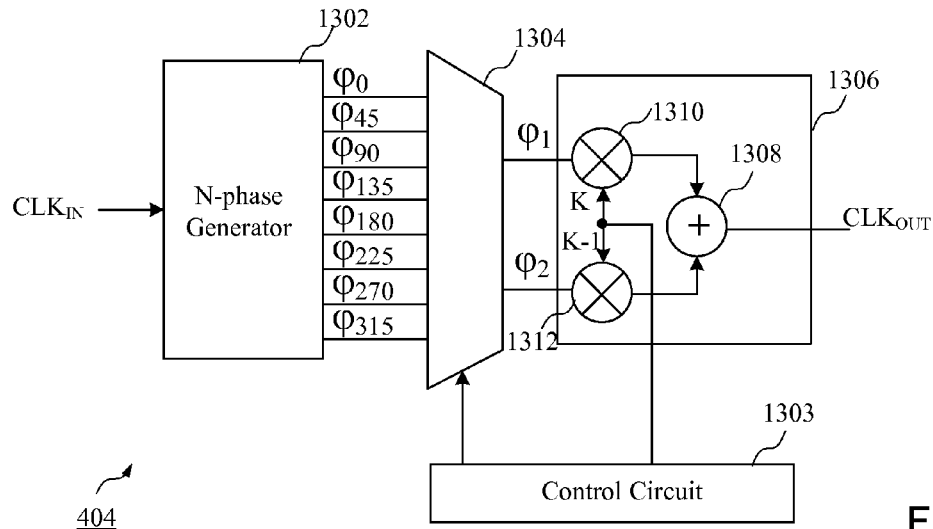 1302
1304
φ0
φ45
φ90
φ135
φ180
φ225
φ270
φ315
N-phase
Generator
CLKIN
φ1
φ2
1310
1306
1308
K
K-1
+
CLKOUT
1312
1303
Control Circuit
404
F